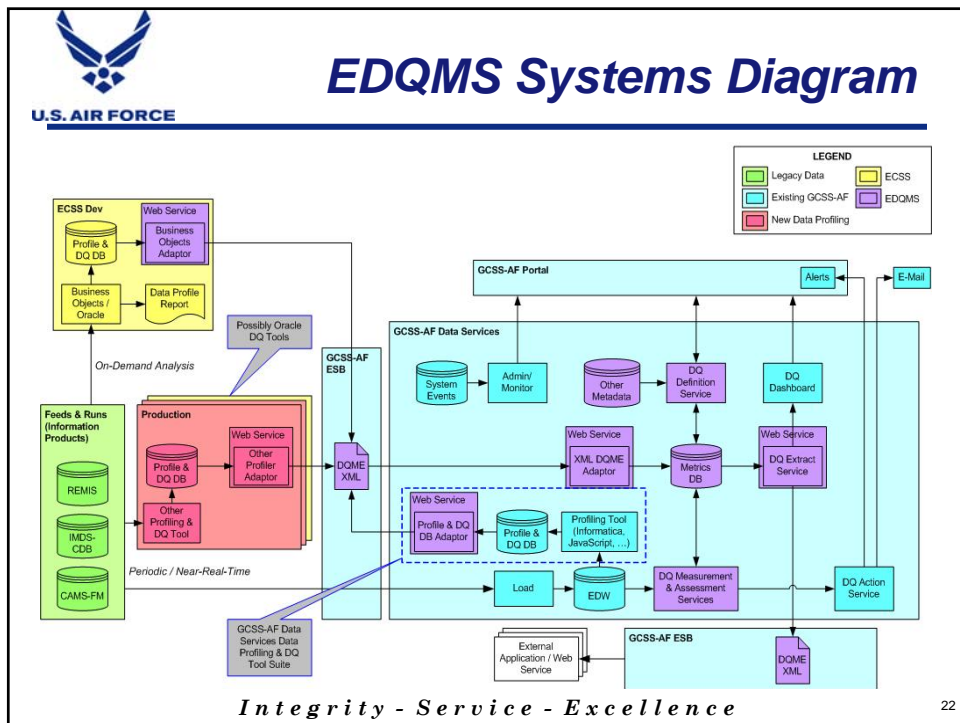 EDQMS Systems Diagram
U.S. AIR FORCE
LEGEND
Legacy Data
ECSS
Existing GCSS-AF
EDQMS
New Data Profiling
ECSS Dev
Web Service
Profile &
DQ DB
Business
Objects
Adaptor
Business
Objects /
Oracle
Data Profile
Report
On-Demand Analysis
Possibly Oracle
DQ Tools
GCSS-AF Portal
Alerts
E-Mail
GCSS-AF
ESB
DQME
XML
GCSS-AF Data Services
System
Events
Admin/
Monitor
Other
Metadata
DQ
Definition
Service
DQ
Dashboard
Feeds & Runs
(Information
Products)
REMIS
IMDS-
CDB
CAMS-FM
Production
Web Service
Profile &
DQ DB
Other
Profiler
Adaptor
Other
Profiling &
DQ Tool
Periodic / Near-Real-Time
Web Service
XML DQME
Adaptor
Metrics
DB
Web Service
DQ Extract
Service
Web Service
Profile & DQ
DB Adaptor
Profile
& DQ DB
Profiling Tool
(Informatica,
JavaScript, ...)
Load
EDW
DQ Measurement
& Assessment
Services
DQ Action
Service
GCSS-AF Data
Services Data
Profiling & DQ
Tool Suite
External
Application / Web
Service
GCSS-AF ESB
DQME
XML
Integrity - Service - Excellence
22